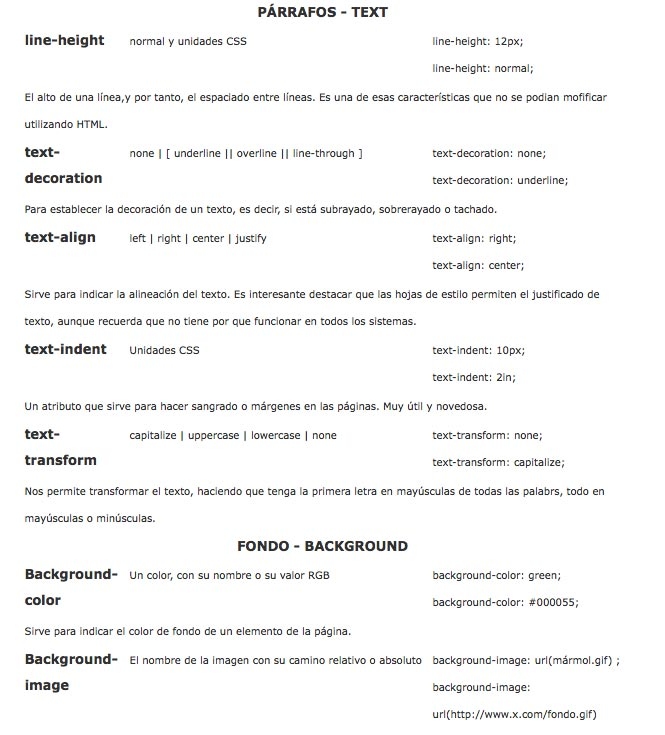 PÁRRAFOS - TEXT
line-height normal y unidades CSS line-height: 12px;
line-height: normal;
El alto de una línea,y por tanto, el espaciado entre líneas. Es una de esas características que no se podian mofificar
utilizando HTML.
text- none | [ underline || overline || line-through ] text-decoration: none;
decoration text-decoration: underline;
Para establecer la decoración de un texto, es decir, si está subrayado, sobrerayado o tachado.
text-align left | right | center | justify text-align: right;
text-align: center;
Sirve para indicar la alineación del texto. Es interesante destacar que las hojas de estilo permiten el justificado de
texto, aunque recuerda que no tiene por que funcionar en todos los sistemas.
text-indent Unidades CSS text-indent: 10px;
text-indent: 2in;
Un atributo que sirve para hacer sangrado o márgenes en las páginas. Muy útil y novedosa.
text- capitalize | uppercase | lowercase | none text-transform: none;
transform text-transform: capitalize;
Nos permite transformar el texto, haciendo que tenga la primera letra en mayúsculas de todas las palabrs, todo en
mayúsculas o minúsculas.
FONDO - BACKGROUND
Background- Un color, con su nombre o su valor RGB background-color: green;
color background-color: #000055;
Sirve para indicar el color de fondo de un elemento de la página.
Background- El nombre de la imagen con su camino relativo o absoluto background-image: url(mármol.gif) ;
image background-image:
url(http://www.x.com/fondo.gif)